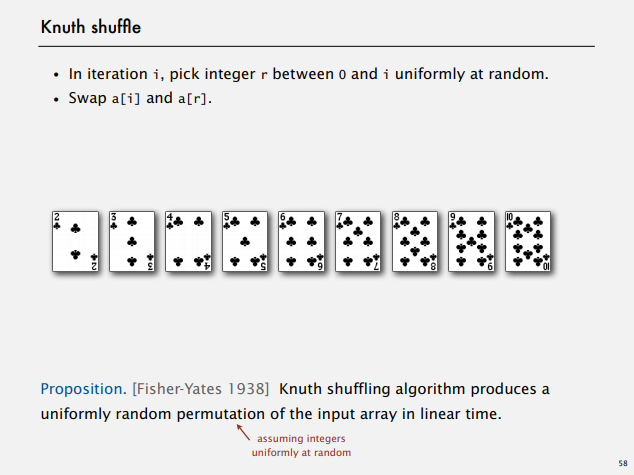 Knuth shuffle
• In iteration i, pick integer r between 0 and i uniformly at random.
• Swap a[i] and a[r].
2 3 4 5 6 7 8 9 10
2 3 4 5 6 7 8 9 10
Proposition. [Fisher-Yates 1938] Knuth shuffling algorithm produces a
uniformly random permutation of the input array in linear time.
assuming integers
uniformly at random
58